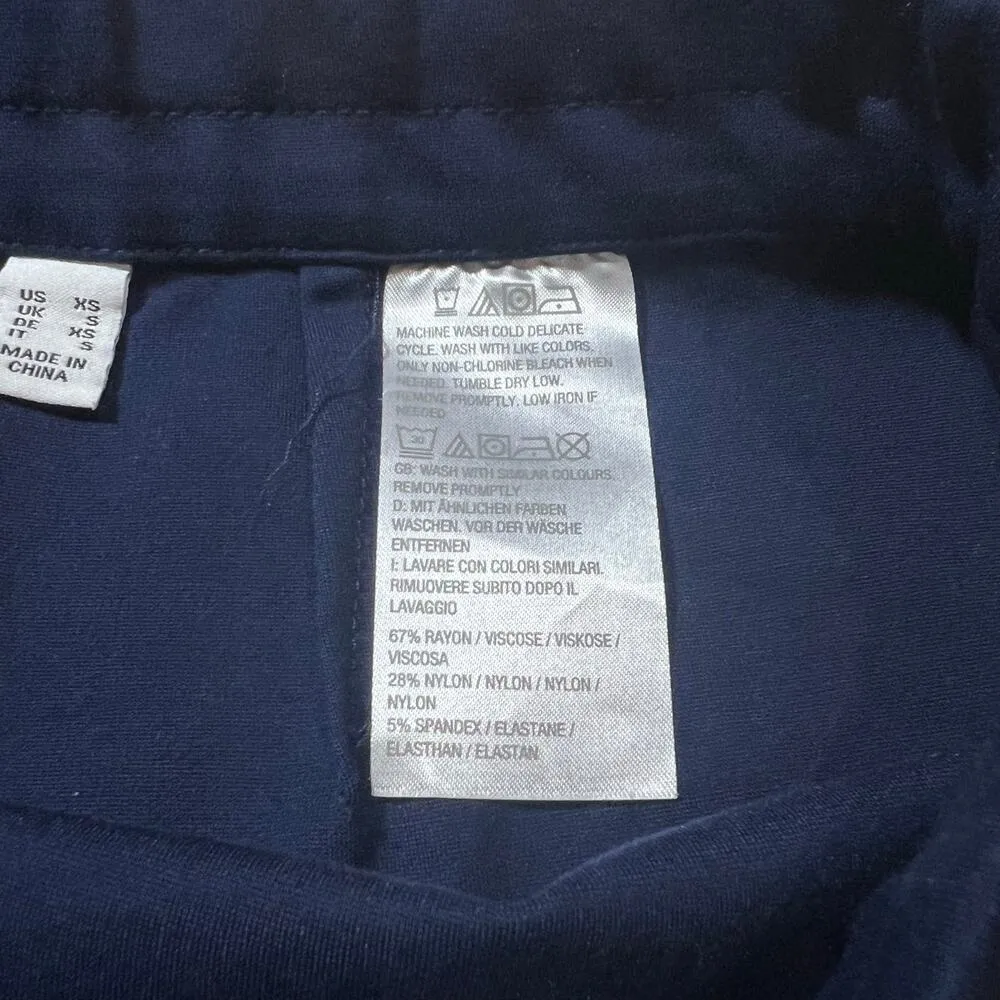 US XS
UK S
DE XS
IT S
MADE IN
CHINA
MACHINE WASH COLD DELICATE
CYCLE. WASH WITH LIKE COLORS.
ONLY NON-CHLORINE BLEACH WHEN
NEEDED. TUMBLE DRY LOW.
REMOVE PROMPTLY. LOW IRON IF
NEEDED
30
GB: WASH WITH SIMILAR COLOURS.
REMOVE PROMPTLY
D: MIT ÄHNLICHEN FARBEN
WASCHEN. VOR DER WÄSCHE
ENTFERNEN
I: LAVARE CON COLORI SIMILARI.
RIMUOVERE SUBITO DOPO IL
LAVAGGIO
67% RAYON / VISCOSE / VISKOSE /
VISCOSA
28% NYLON / NYLON / NYLON /
NYLON
5% SPANDEX / ELASTANE /
ELASTHAN / ELASTAN